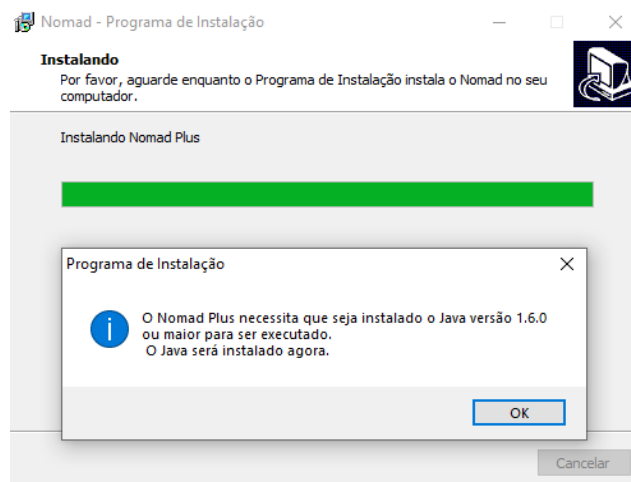 Nomad - Programa de Instalação
Instalando
Por favor, aguarde enquanto o Programa de Instalação instala o Nomad no seu
computador.
Instalando Nomad Plus
Programa de Instalação
O Nomad Plus necessita que seja instalado o Java versão 1.6.0
ou maior para ser executado.
O Java será instalado agora.
OK
Cancelar